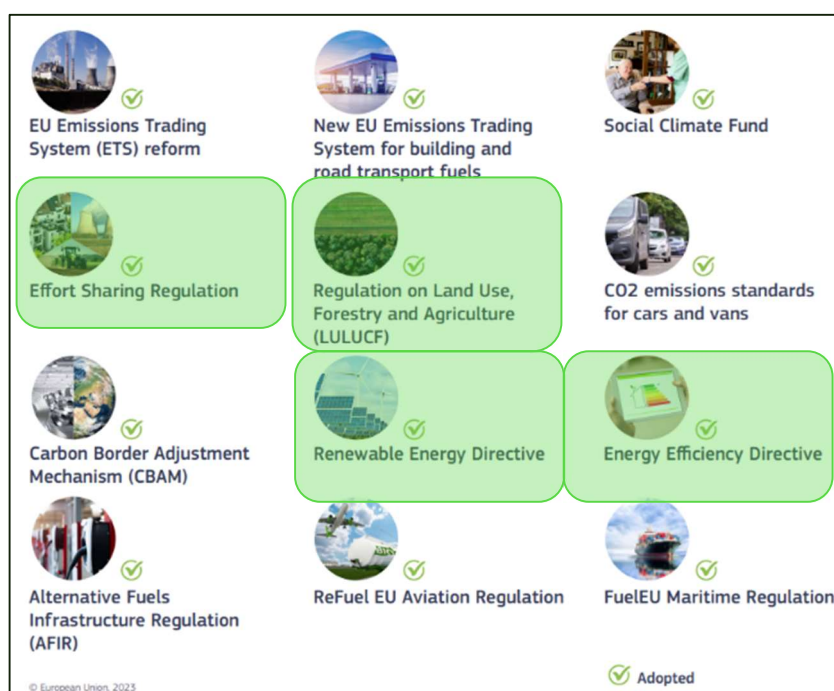 EU Emissions Trading
System (ETS) reform
New EU Emissions Trading
System for building and
road transport fuels
Social Climate Fund
Effort Sharing Regulation
Regulation on Land Use,
Forestry and Agriculture
(LULUCF)
CO2 emissions standards
for cars and vans
Carbon Border Adjustment
Mechanism (CBAM)
Renewable Energy Directive
Energy Efficiency Directive
Alternative Fuels
Infrastructure Regulation
(AFIR)
ReFuel EU Aviation Regulation
FuelEU Maritime Regulation
© European Union, 2023
Adopted